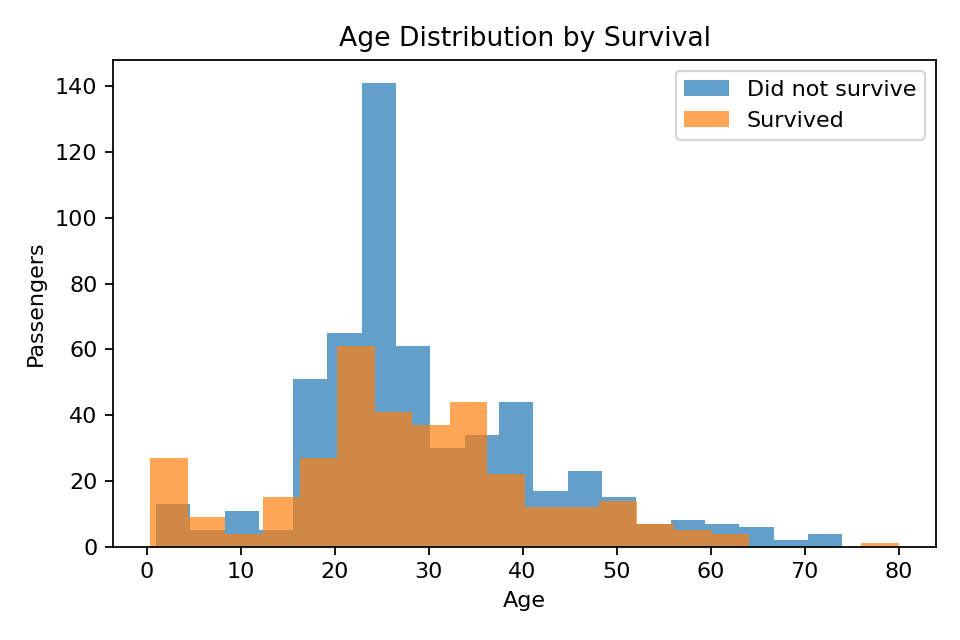 Age Distribution by Survival
Did not survive
Survived
Passengers
140
120
100
80
60
40
20
0
0 10 20 30 40 50 60 70 80
Age